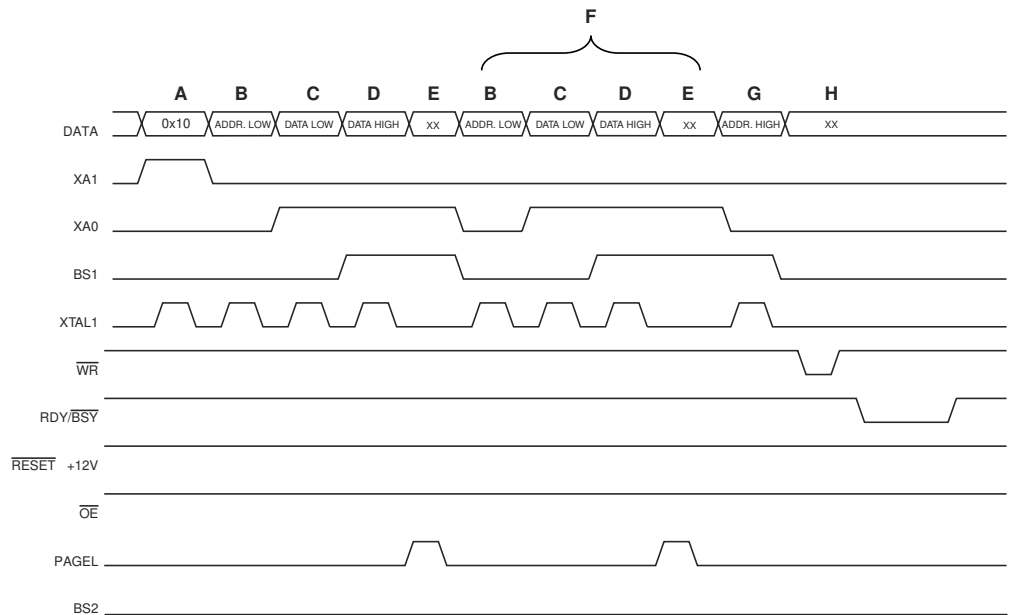 F
A B C D E B C D E G H
DATA 0x10 ADDR. LOW DATA LOW DATA HIGH XX ADDR. LOW DATA LOW DATA HIGH XX ADDR. HIGH XX
XA1
XA0
BS1
XTAL1
WR
RDY/BSY
RESET +12V
OE
PAGEL
BS2